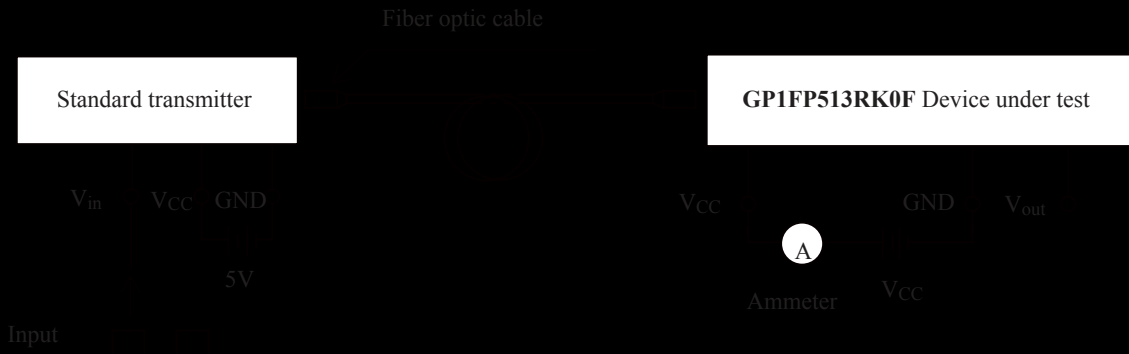 Fiber optic cable
Standard transmitter
GP1FP513RK0F Device under test
Vin VCC GND
VCC GND Vout
A
5V
VCC
Ammeter
Input